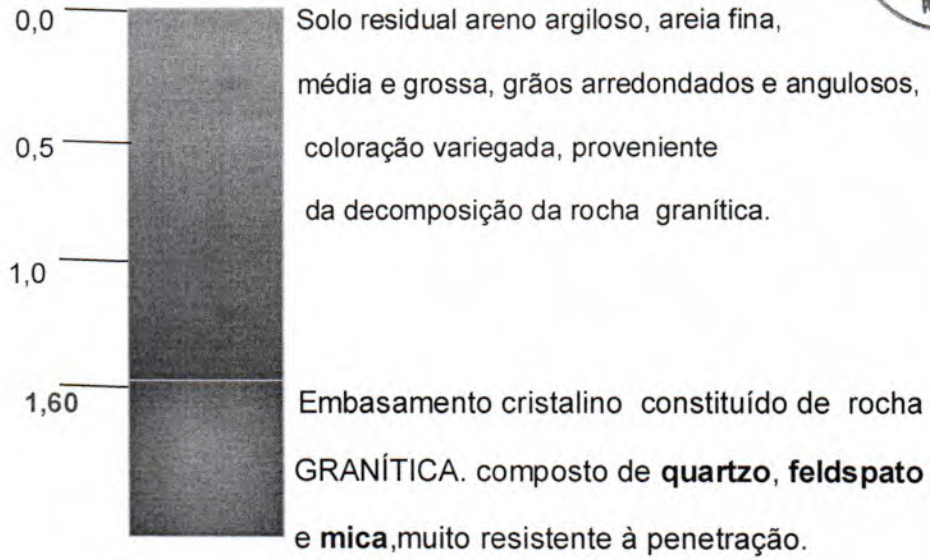 0,0
Solo residual areno argiloso, areia fina,
média e grossa, grãos arredondados e angulosos,
0,5
coloração variegada, proveniente
da decomposição da rocha granítica.
1,0
1,60
Embasamento cristalino constituído de rocha
GRANÍTICA. composto de quartzo, feldspato
e mica,muito resistente à penetração.